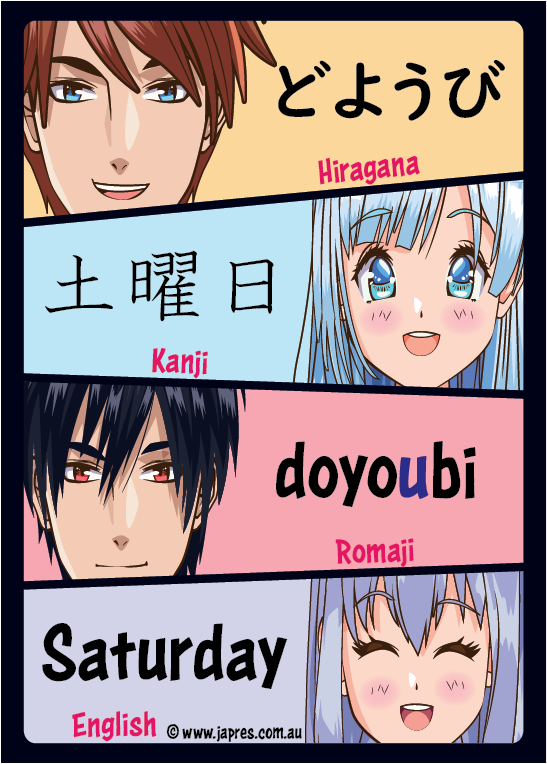 どようび
Hiragana
土曜日
Kanji
doyoubi
Romaji
Saturday
English © www.japres.com.au